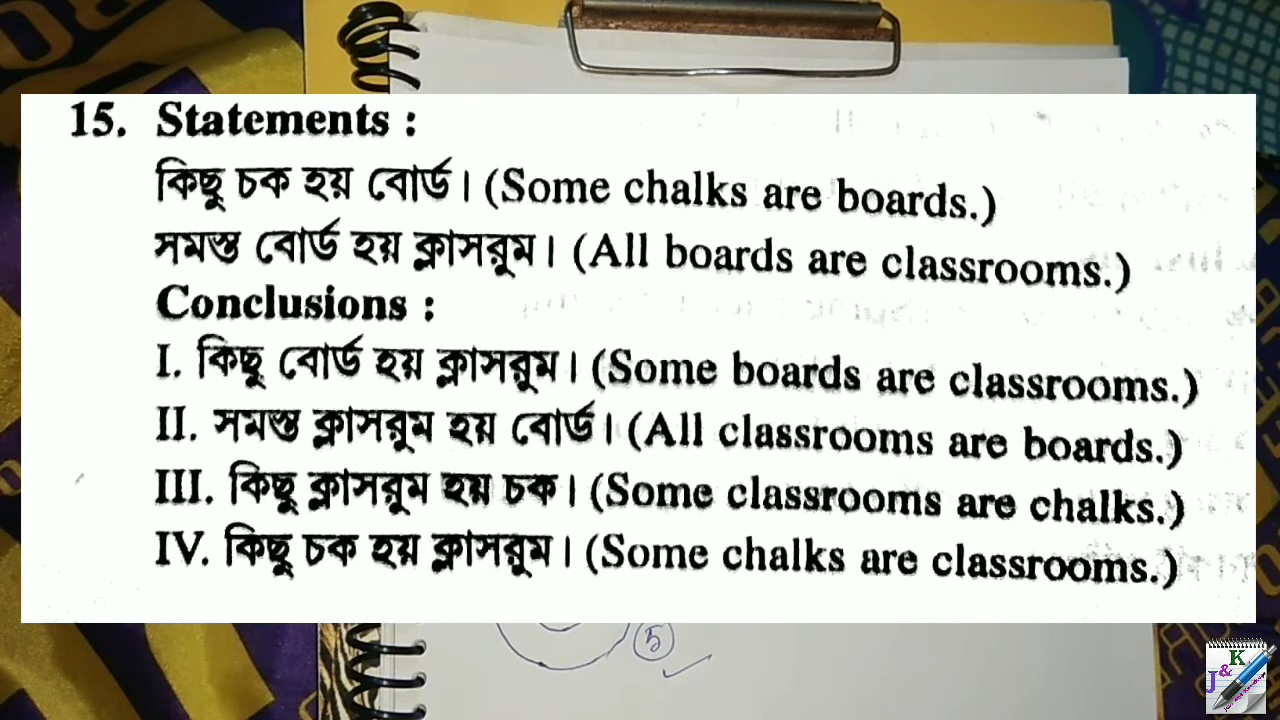 15. Statements :
কিছু চক হয় বোর্ড। (Some chalks are boards.)
সমস্ত বোর্ড হয় ক্লাসরুম। (All boards are classrooms.)
Conclusions :
I. কিছু বোর্ড হয় ক্লাসরুম। (Some boards are classrooms.)
II. সমস্ত ক্লাসরুম হয় বোর্ড। (All classrooms are boards.)
III. কিছু ক্লাসরুম হয় চক। (Some classrooms are chalks.)
IV. কিছু চক হয় ক্লাসরুম। (Some chalks are classrooms.)
5
J&K